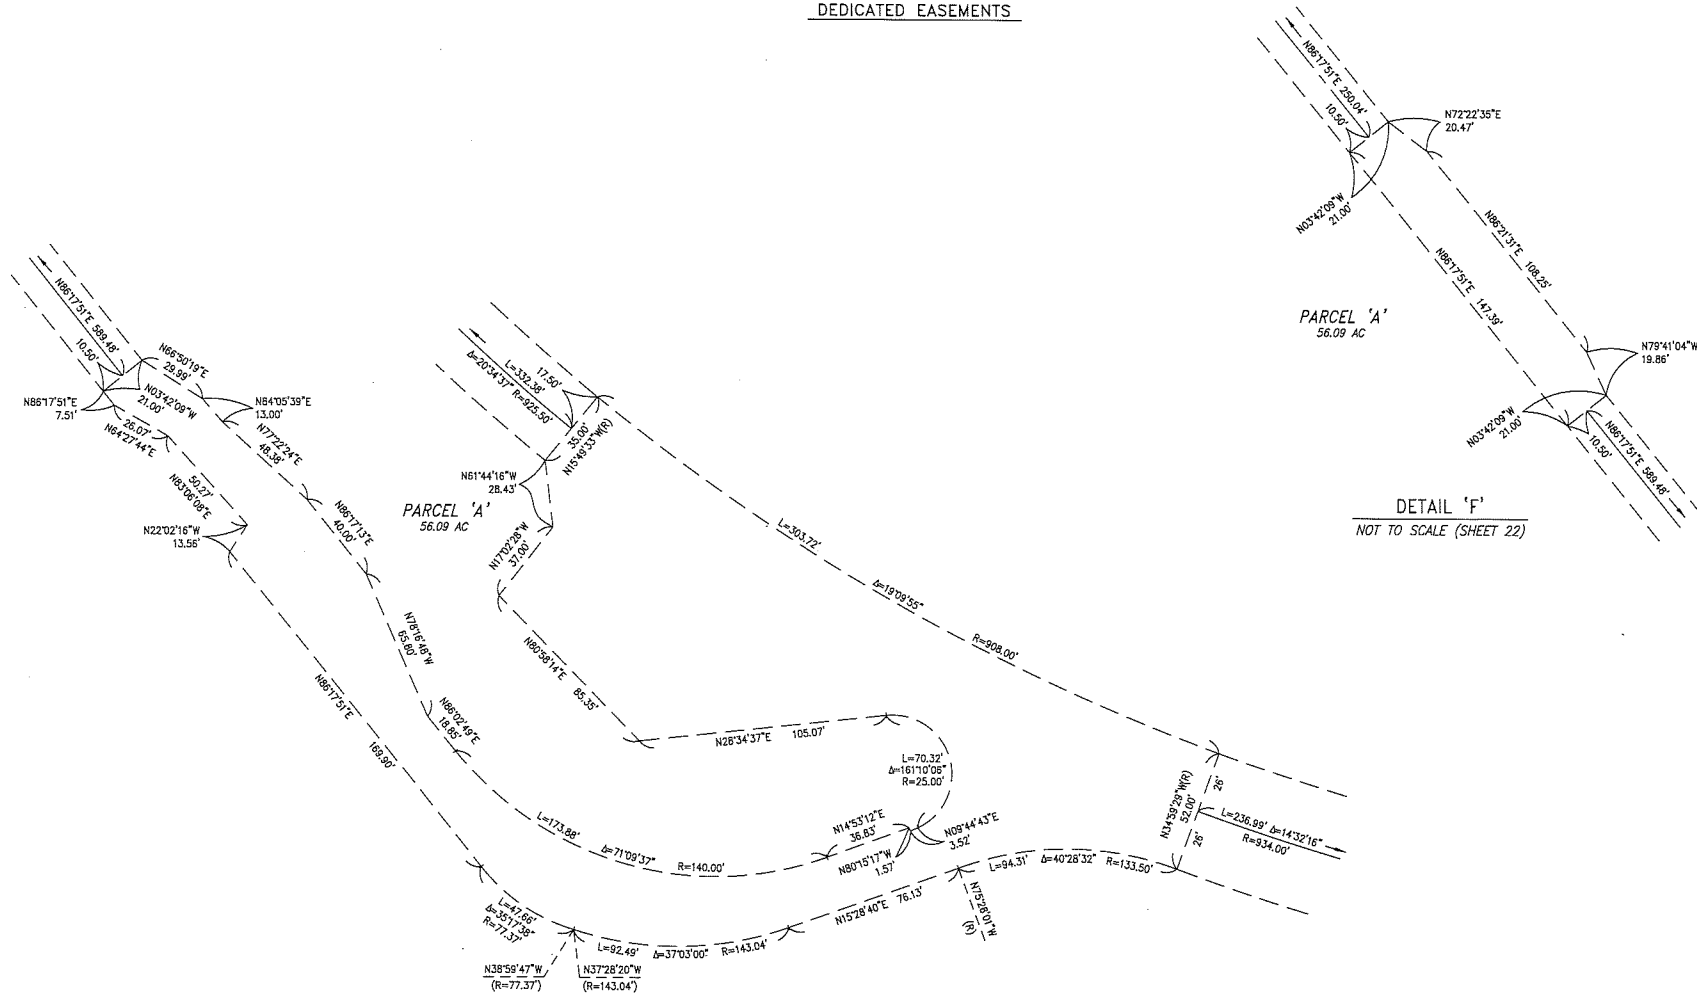 DEDICATED EASEMENTS
N86°17'51"E 250.04'
10.50'
N72°22'35"E
20.47'
N03°42'09"W
21.00'
N86°21'31"E 108.25'
N86°17'51"E 147.39'
PARCEL 'A'
56.09 AC
N79°41'04"W
19.86'
N03°42'09"W
21.00'
10.50'
N86°17'51"E 589.48'
DETAIL 'F'
NOT TO SCALE (SHEET 22)
N86°17'51"E 589.48'
10.50'
N66°50'19"E
29.99'
N86°17'51"E
7.51'
N03°42'09"W
21.00'
N64°05'39"E
13.00'
26.07'
N64°27'44"E
N77°22'24"E
48.38'
50.27'
N83°06'08"E
N22°02'16"W
13.56'
N86°17'13"E
40.00'
N78°16'48"W
65.80'
N86°02'49"E
18.85'
N86°17'51"E 169.90'
L=332.38'
Δ=20°34'37" R=925.50'
17.50'
35.00'
N15°49'33"W(R)
N61°44'16"W
28.43'
PARCEL 'A'
56.09 AC
N17°02'28"W
37.00'
N80°58'14"E 85.35'
N28°34'37"E 105.07'
L=303.72' Δ=19°09'55" R=908.00'
L=70.32'
Δ=161°10'06"
R=25.00'
N14°53'12"E
36.83'
N80°15'17"W
1.57'
N09°44'43"E
3.52'
L=173.88' Δ=71°09'37" R=140.00'
N34°59'29"W(R)
52.00'
26'
26'
L=236.99' Δ=14°32'16"
R=934.00'
L=94.31' Δ=40°28'32" R=133.50'
N75°28'01"W
(R)
N15°28'40"E 76.13'
L=47.66'
Δ=35°17'38"
R=77.37'
L=92.49' Δ=37°03'00" R=143.04'
N38°59'47"W
(R=77.37')
N37°28'20"W
(R=143.04')